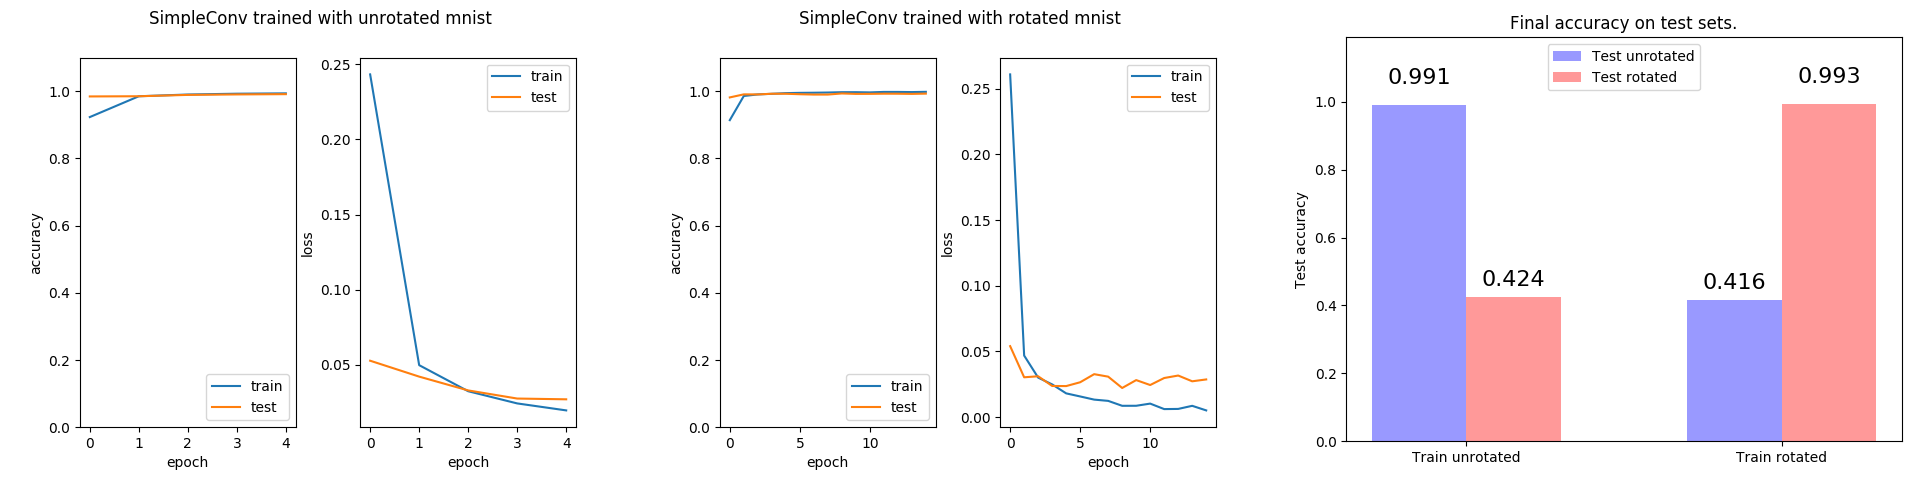 SimpleConv trained with unrotated mnist
1.0
0.8
0.6
0.4
0.2
0.0
accuracy
0 1 2 3 4
epoch
train
test
0.25
0.20
0.15
0.10
0.05
loss
0 1 2 3 4
epoch
train
test
SimpleConv trained with rotated mnist
1.0
0.8
0.6
0.4
0.2
0.0
accuracy
0 5 10
epoch
train
test
0.25
0.20
0.15
0.10
0.05
0.00
loss
0 5 10
epoch
train
test
Final accuracy on test sets.
Test unrotated
Test rotated
1.0
0.8
0.6
0.4
0.2
0.0
Test accuracy
0.991
0.424
0.416
0.993
Train unrotated
Train rotated